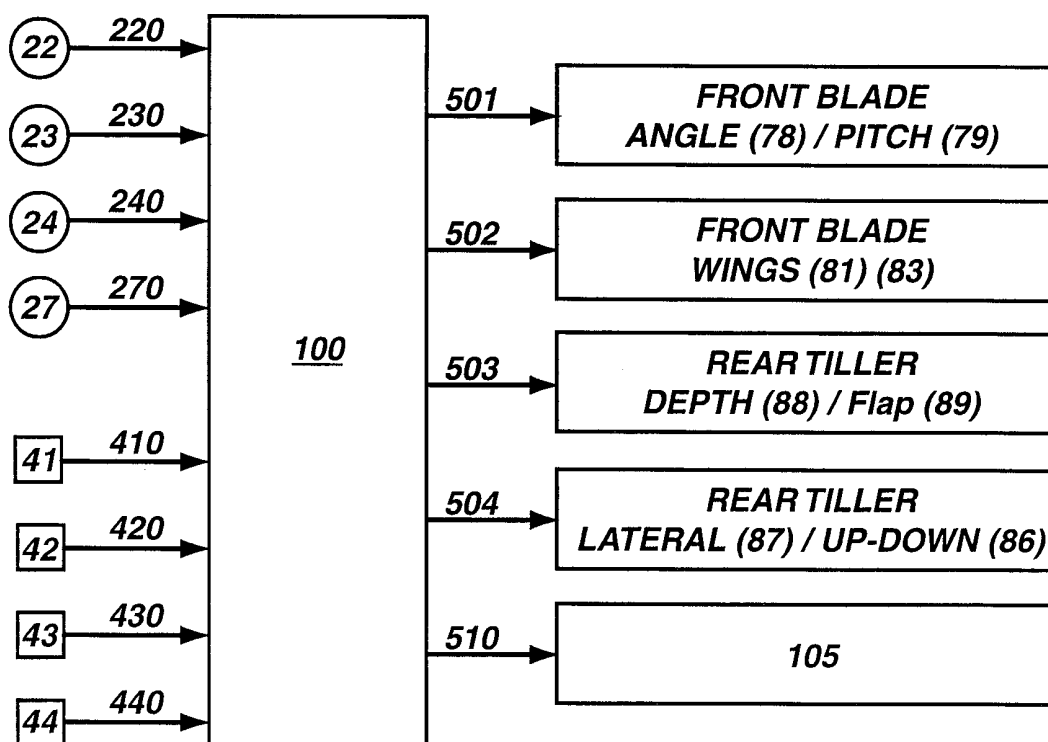 22 220
23 230
24 240
27 270
41 410
42 420
43 430
44 440
100
501 FRONT BLADE
ANGLE (78) / PITCH (79)
502 FRONT BLADE
WINGS (81) (83)
503 REAR TILLER
DEPTH (88) / Flap (89)
504 REAR TILLER
LATERAL (87) / UP-DOWN (86)
510 105